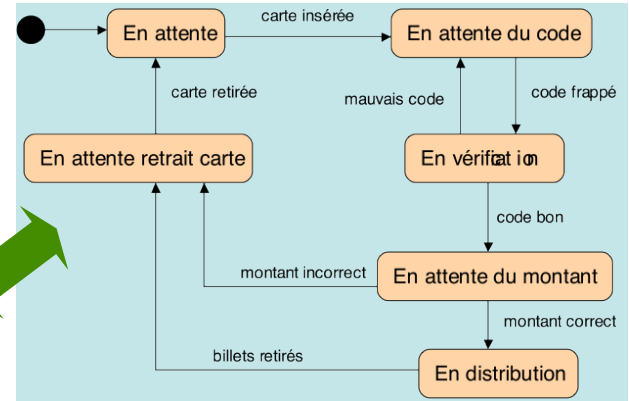 carte insérée
En attente
En attente du code
carte retirée
mauvais code
code frappé
En attente retrait carte
En vérification
code bon
montant incorrect
En attente du montant
montant correct
billets retirés
En distribution